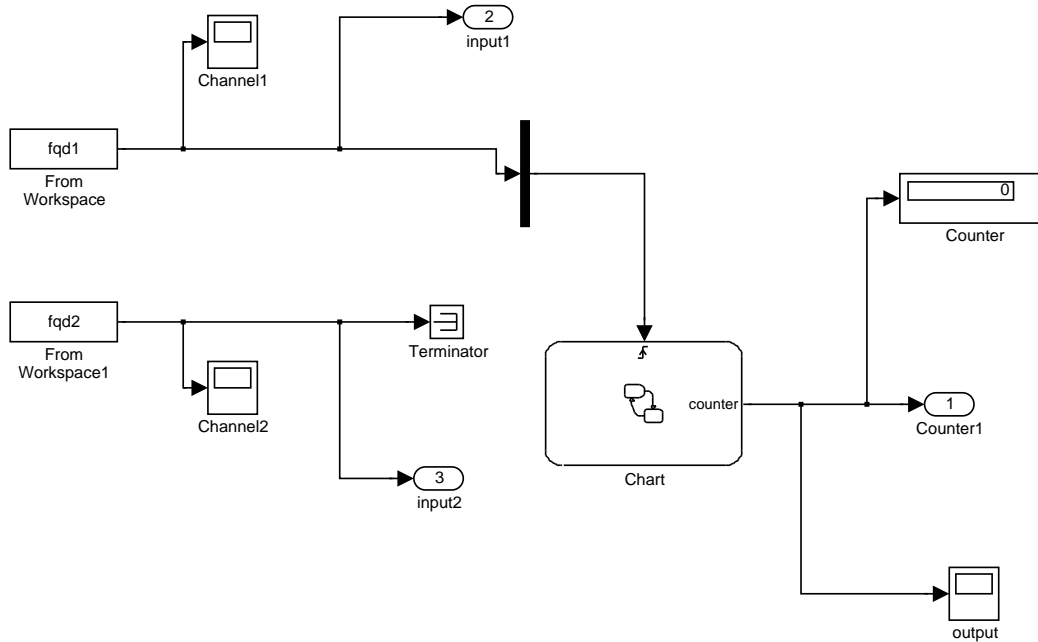 2
input1
Channel1
fqd1
From
Workspace
0
Counter
fqd2
From
Workspace1
Terminator
Channel2
counter
1
Counter1
Chart
3
input2
output